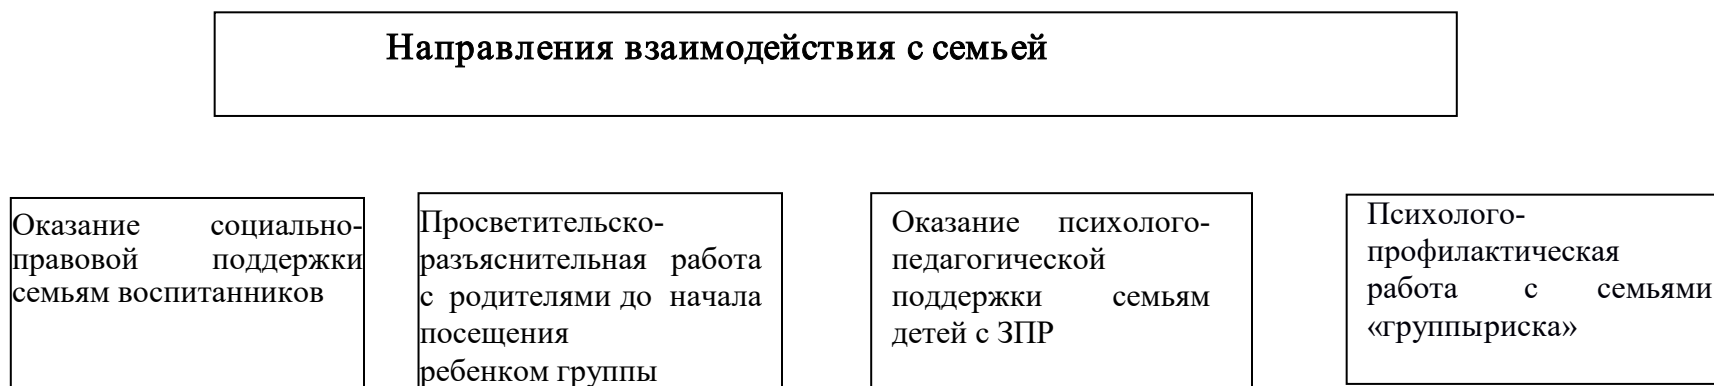 Направления взаимодействия с семьей
Оказание социально-
правовой поддержки
семьям воспитанников
Просветительско-
разъяснительная работа
с родителями до начала
посещения
ребенком группы
Оказание психолого-
педагогической
поддержки семьям
детей с ЗПР
Психолого-
профилактическая
работа с семьями
«группыриска»